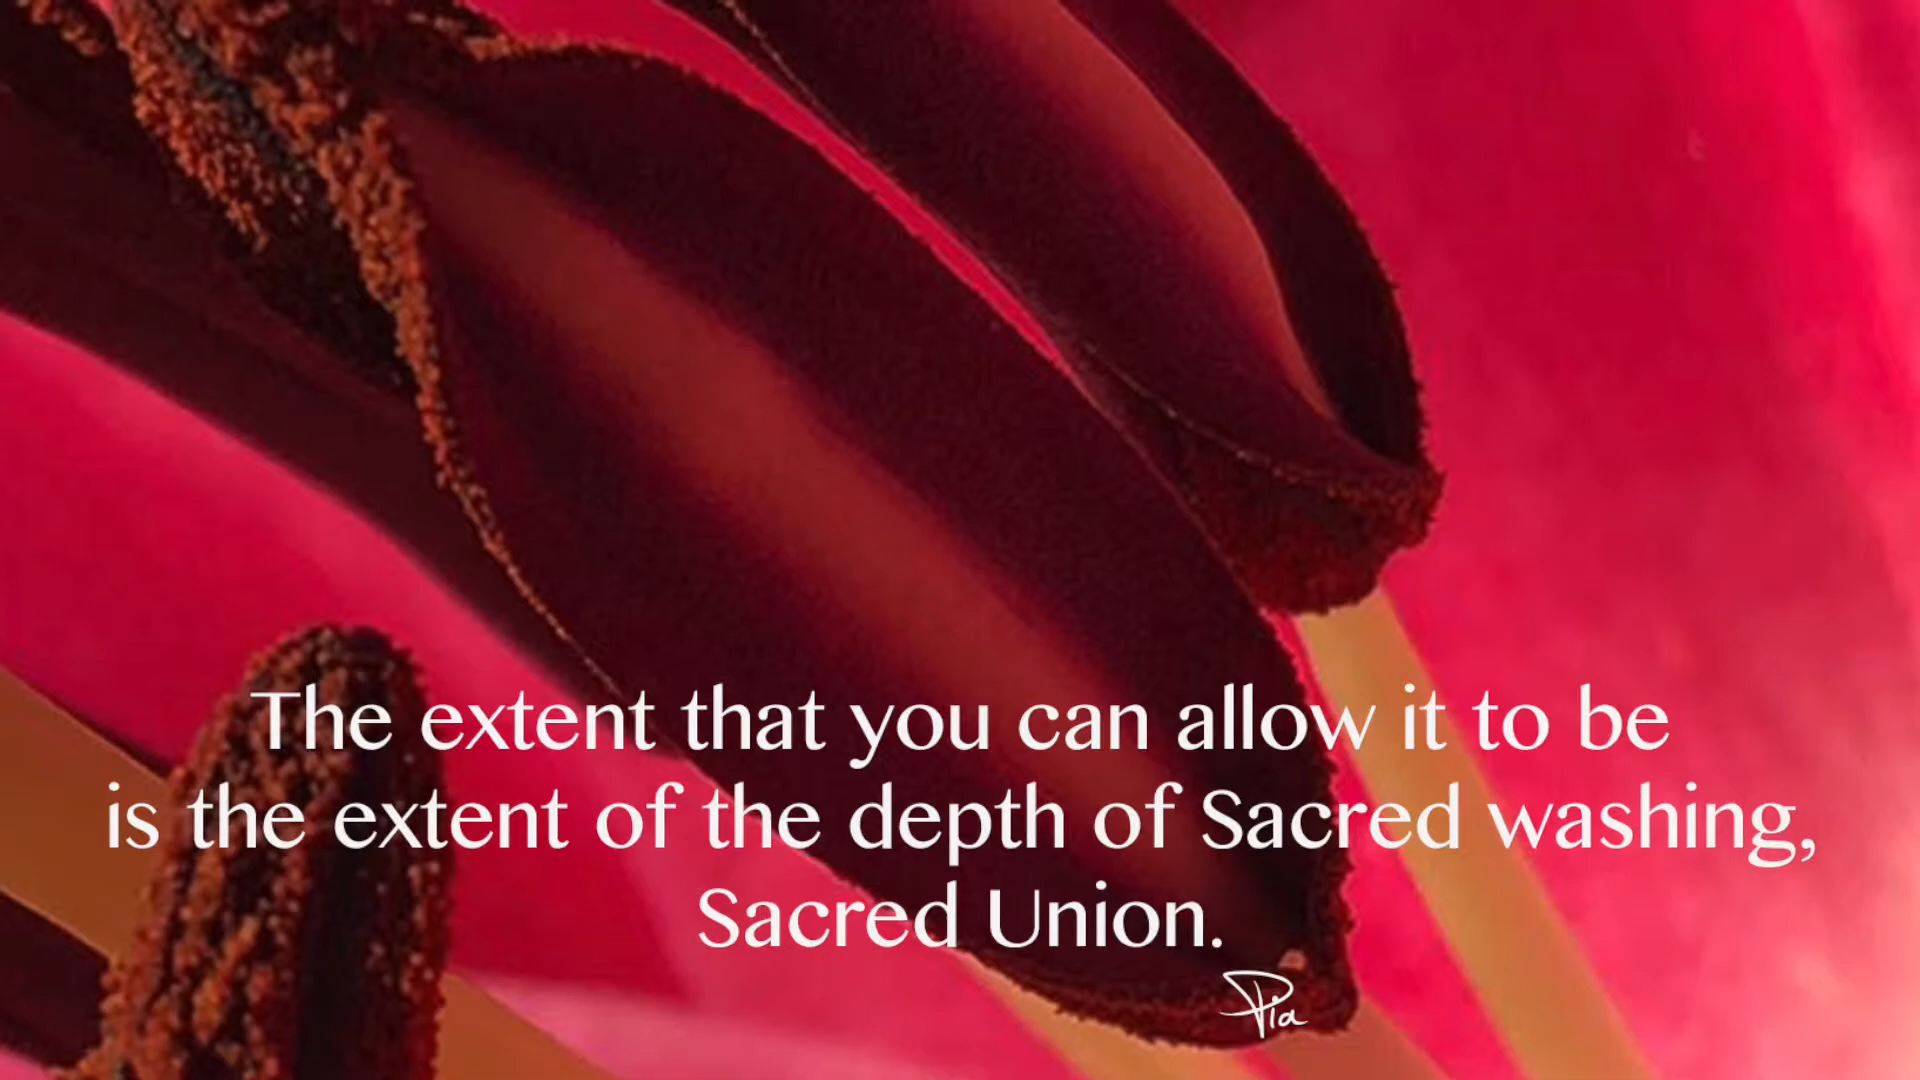 The extent that you can allow it to be
is the extent of the depth of Sacred washing,
Sacred Union.
Pia